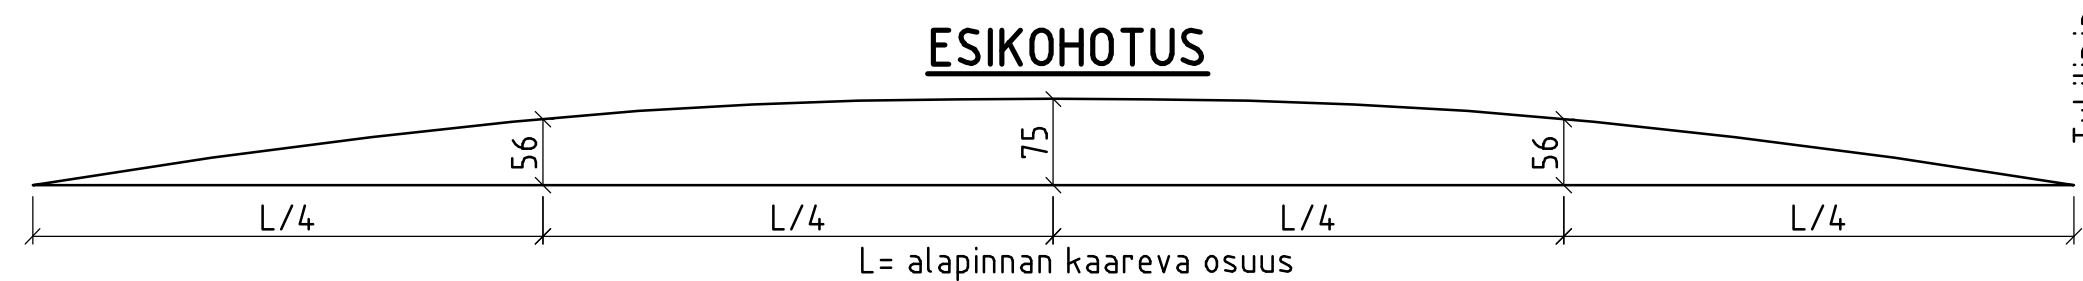 ESIKOHOTUS
56
75
56
L/4
L/4
L/4
L/4
L= alapinnan kaareva osuus